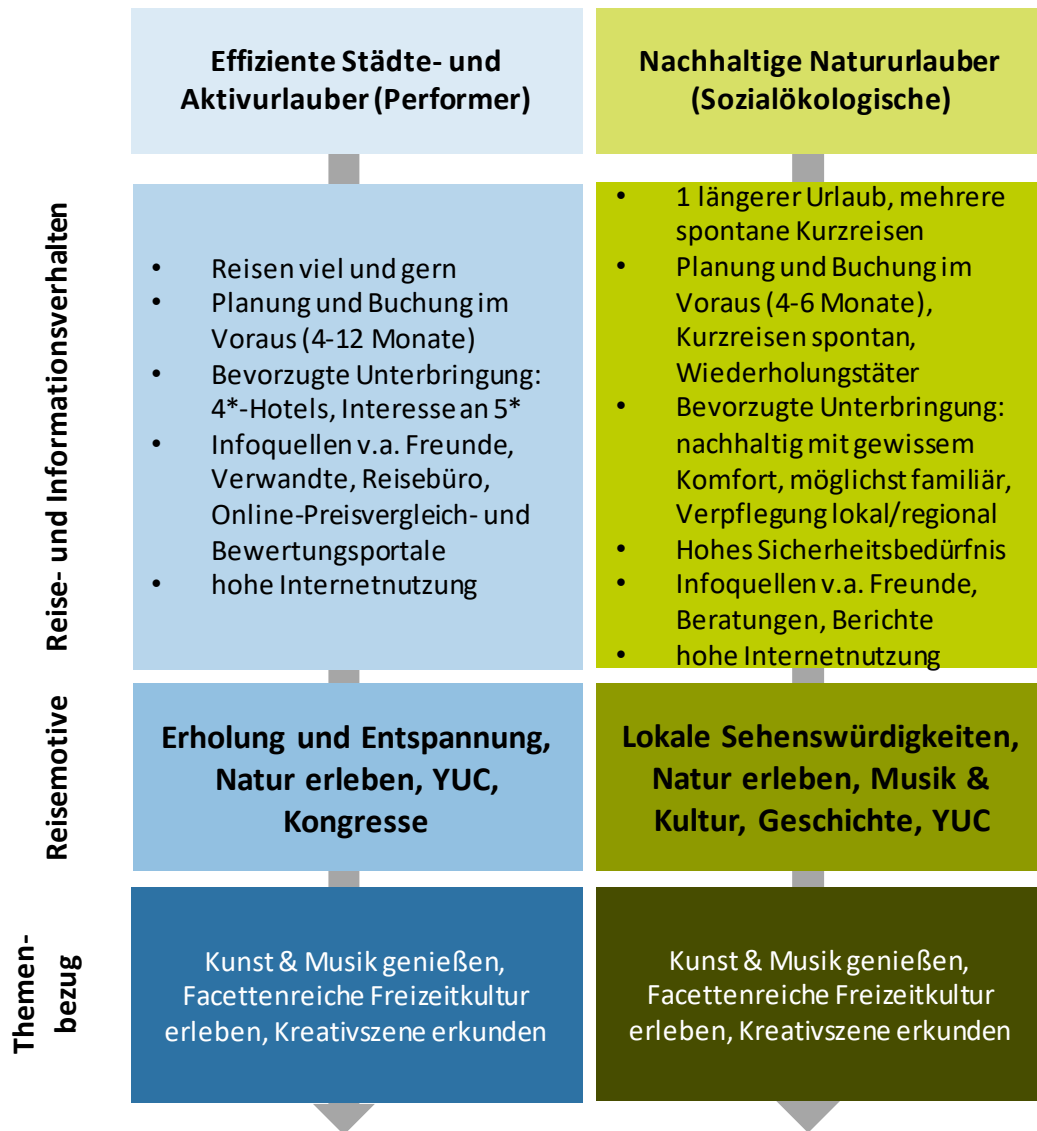 Effiziente Städte- und
Aktivurlauber (Performer)
Nachhaltige Natururlauber
(Sozialökologische)
Reise- und Informationsverhalten
• Reisen viel und gern
• Planung und Buchung im
Voraus (4-12 Monate)
• Bevorzugte Unterbringung:
4*-Hotels, Interesse an 5*
• Infoquellen v.a. Freunde,
Verwandte, Reisebüro,
Online-Preisvergleich- und
Bewertungsportale
• hohe Internetnutzung
• 1 längerer Urlaub, mehrere
spontane Kurzreisen
• Planung und Buchung im
Voraus (4-6 Monate),
Kurzreisen spontan,
Wiederholungstäter
• Bevorzugte Unterbringung:
nachhaltig mit gewissem
Komfort, möglichst familiär,
Verpflegung lokal/regional
• Hohes Sicherheitsbedürfnis
• Infoquellen v.a. Freunde,
Beratungen, Berichte
• hohe Internetnutzung
Reisemotive
Erholung und Entspannung,
Natur erleben, YUC,
Kongresse
Lokale Sehenswürdigkeiten,
Natur erleben, Musik &
Kultur, Geschichte, YUC
Themen-
bezug
Kunst & Musik genießen,
Facettenreiche Freizeitkultur
erleben, Kreativszene erkunden
Kunst & Musik genießen,
Facettenreiche Freizeitkultur
erleben, Kreativszene erkunden